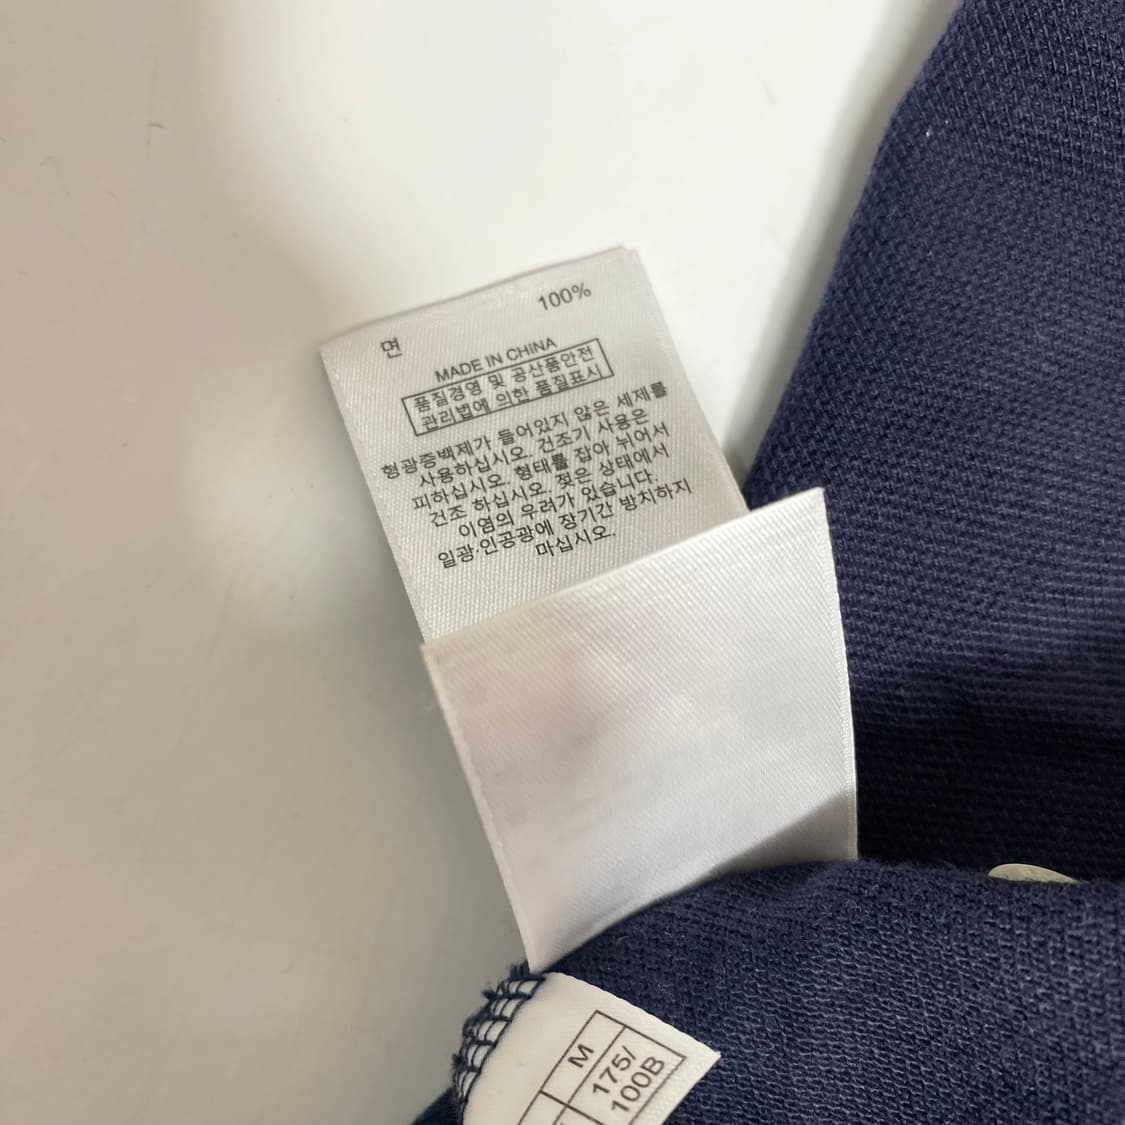 면 100%
MADE IN CHINA
품질경영 및 공산품안전
관리법에 의한 품질표시
형광증백제가 들어있지 않은 세제를
사용하십시오. 건조기 사용은
피하십시오. 형태를 잡아 뉘어서
건조 하십시오. 젖은 상태에서
이염의 우려가 있습니다.
일광·인공광에 장기간 방치하지
마십시오.
M
175/
100B